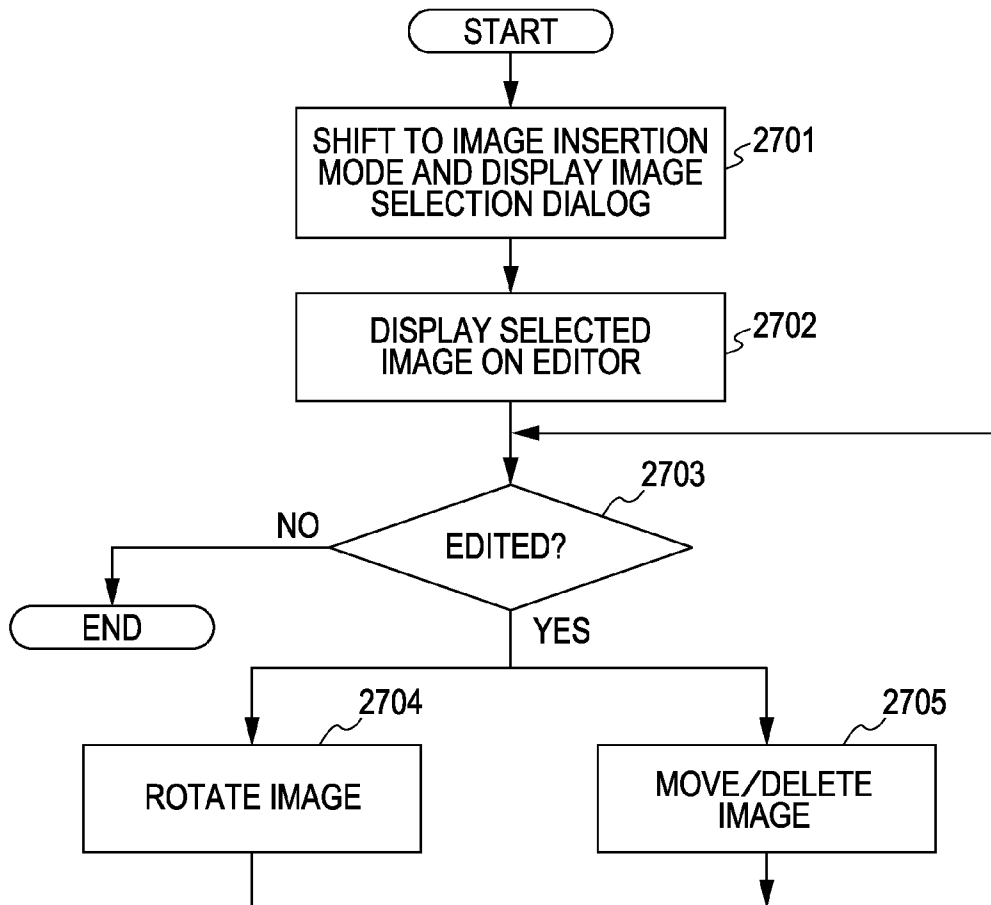 START
SHIFT TO IMAGE INSERTION
MODE AND DISPLAY IMAGE
SELECTION DIALOG
2701
DISPLAY SELECTED
IMAGE ON EDITOR
2702
2703
EDITED?
NO
END
YES
2704
ROTATE IMAGE
2705
MOVE/DELETE
IMAGE